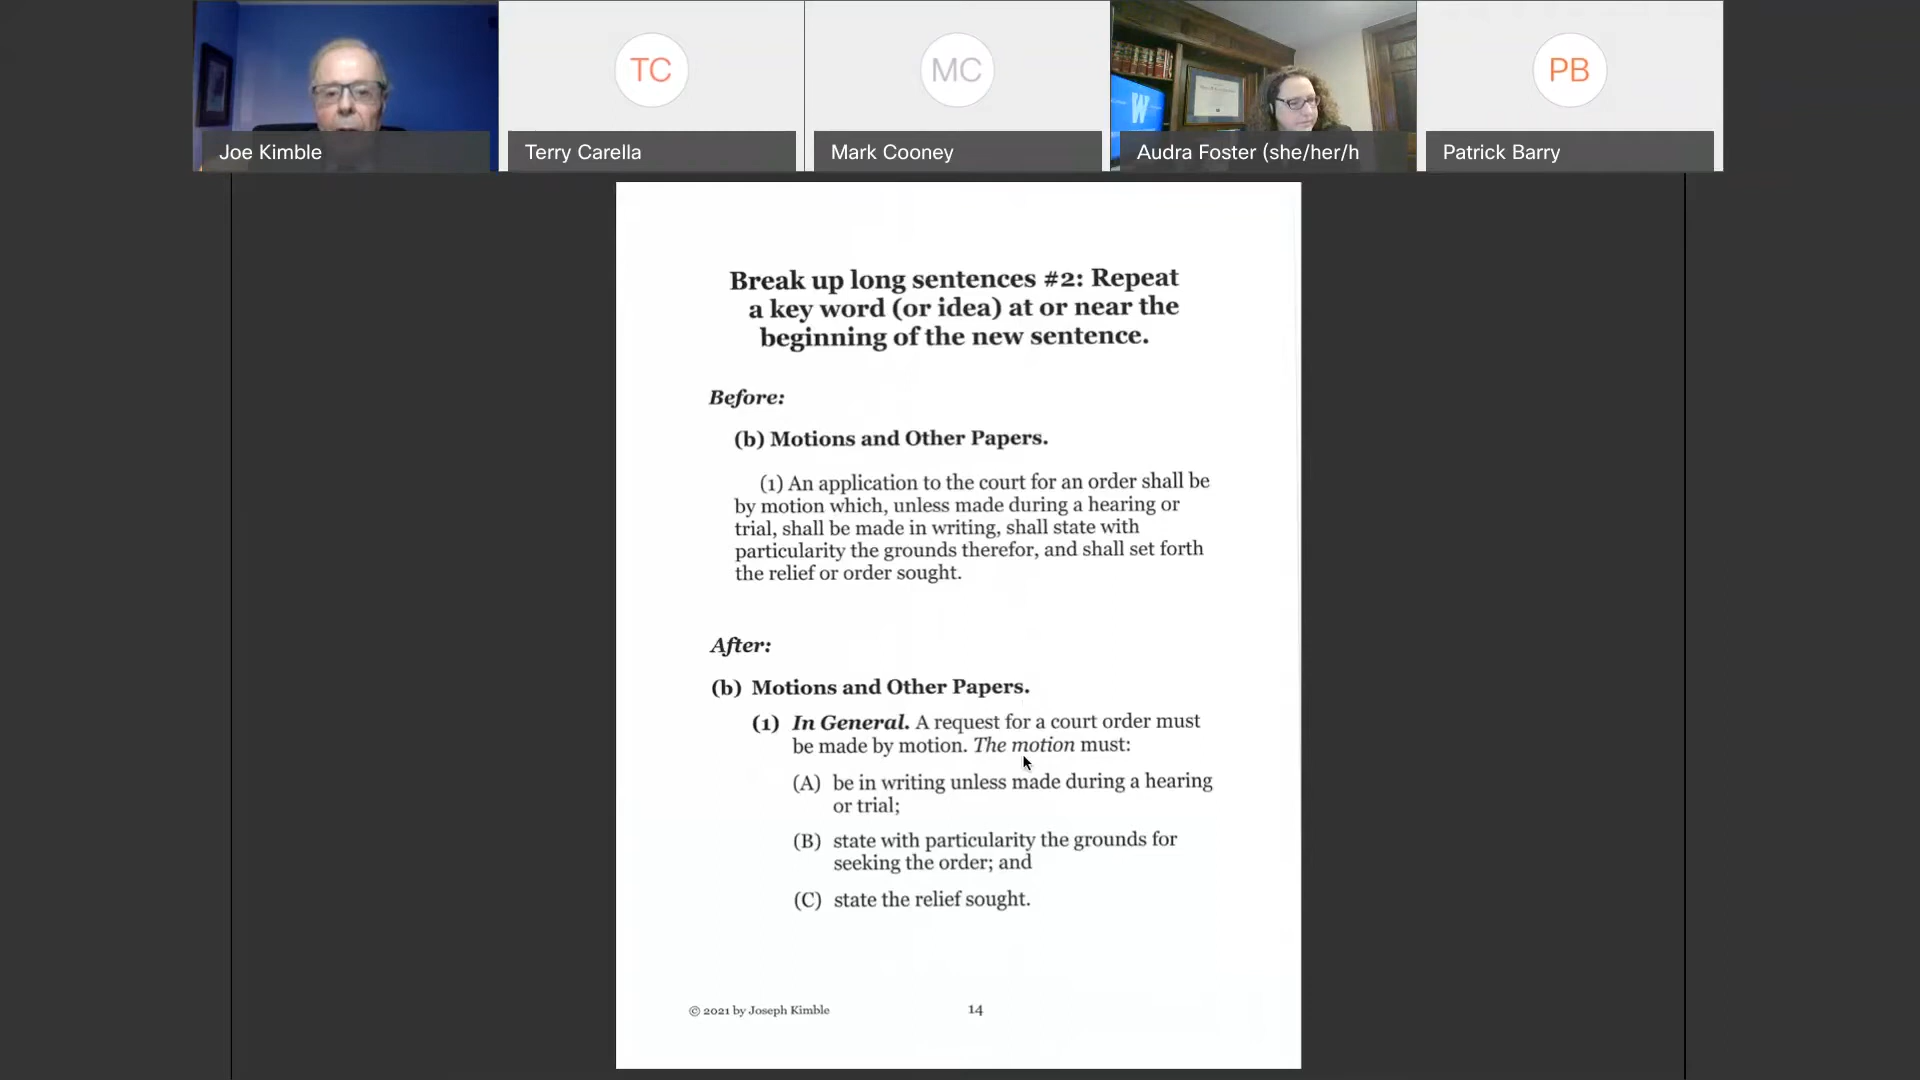 TC
MC
W
PB
Joe Kimble
Terry Carella
Mark Cooney
Audra Foster (she/her/h
Patrick Barry
Break up long sentences #2: Repeat
a key word (or idea) at or near the
beginning of the new sentence.
Before:
(b) Motions and Other Papers.
(1) An application to the court for an order shall be
by motion which, unless made during a hearing or
trial, shall be made in writing, shall state with
particularity the grounds therefor, and shall set forth
the relief or order sought.
After:
(b) Motions and Other Papers.
(1) In General. A request for a court order must
be made by motion. The motion must:
(A) be in writing unless made during a hearing
or trial;
(B) state with particularity the grounds for
seeking the order; and
(C) state the relief sought.
© 2021 by Joseph Kimble
14